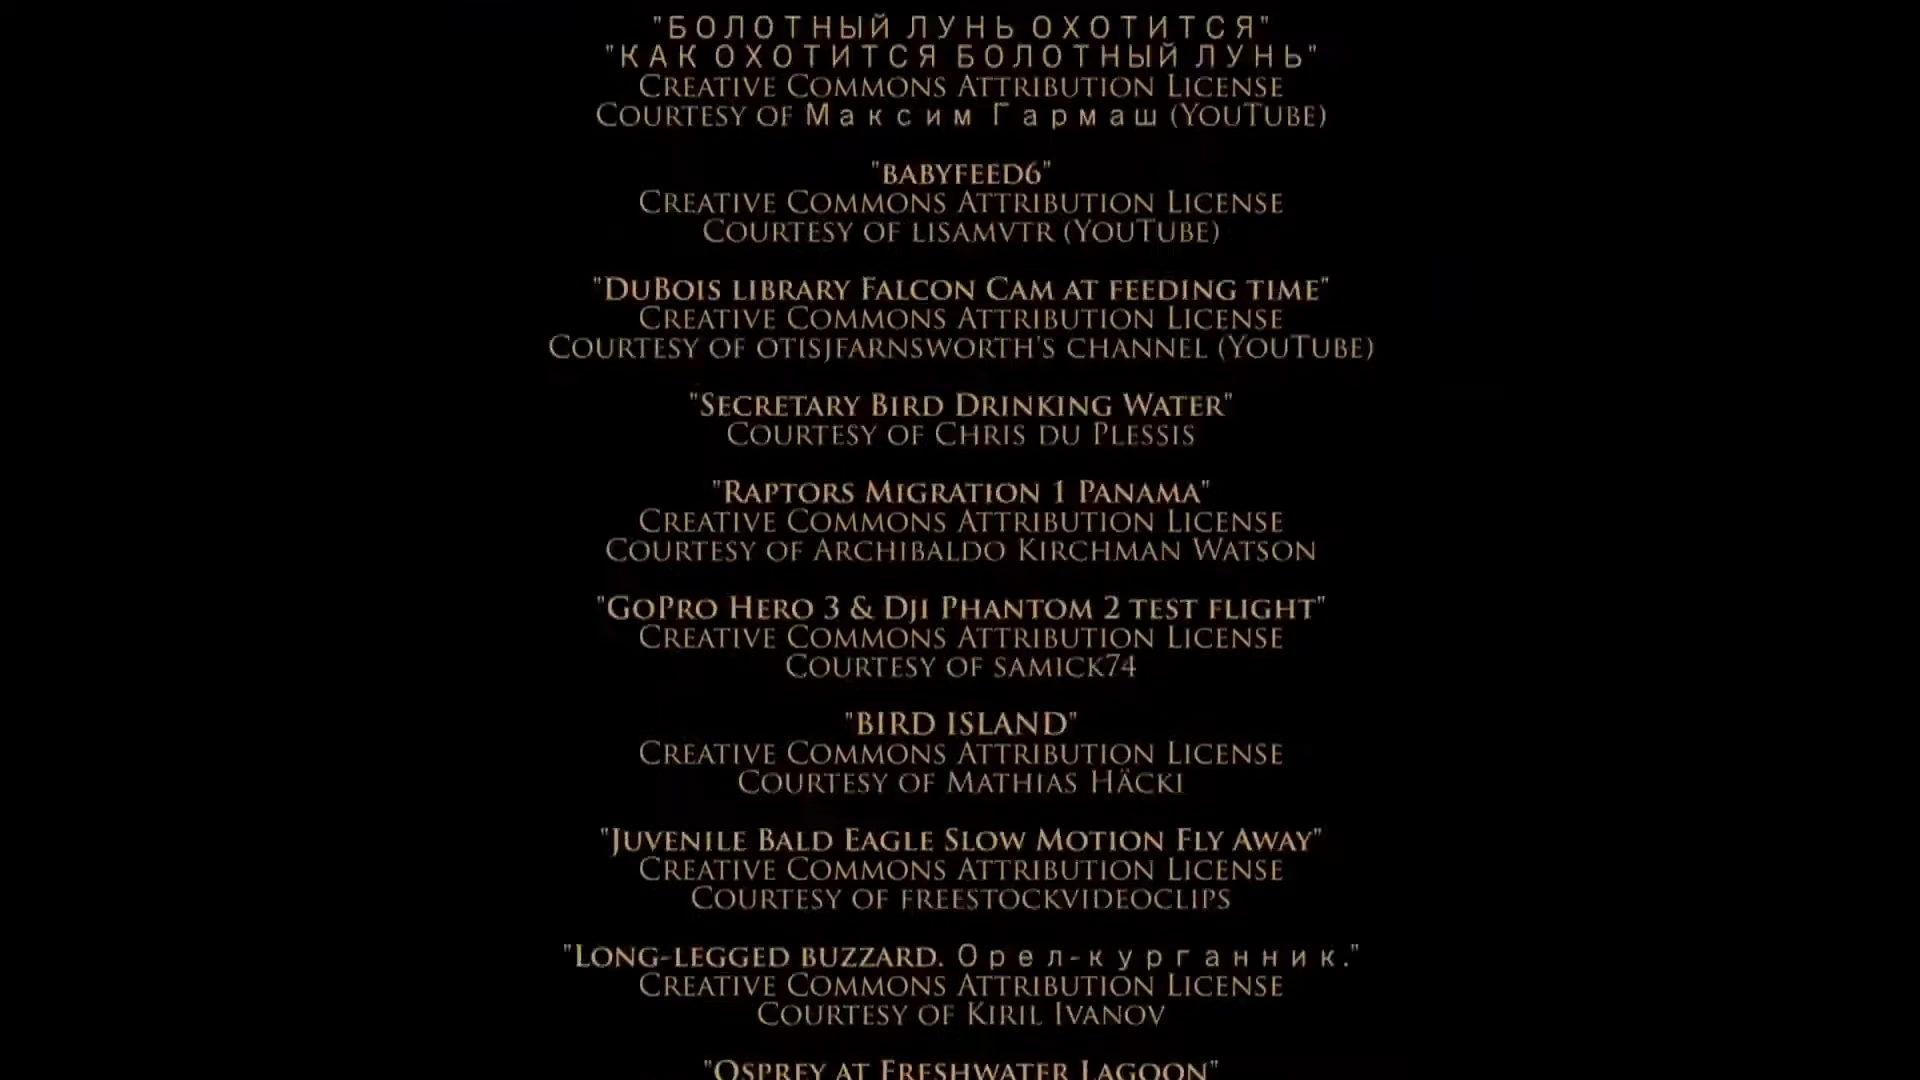 "БОЛОТНЫЙ ЛУНЬ ОХОТИТСЯ"
"КАК ОХОТИТСЯ БОЛОТНЫЙ ЛУНЬ"
Creative Commons Attribution License
Courtesy of Максим Гармаш (YouTube)
"babyfeed6"
Creative Commons Attribution License
Courtesy of lisamvtr (YouTube)
"DuBois library Falcon Cam at feeding time"
Creative Commons Attribution License
Courtesy of otisjfarnsworth's channel (YouTube)
"Secretary Bird Drinking Water"
Courtesy of Chris du Plessis
"Raptors Migration 1 Panama"
Creative Commons Attribution License
Courtesy of Archibaldo Kirchman Watson
"GoPro Hero 3 & Dji Phantom 2 test flight"
Creative Commons Attribution License
Courtesy of samick74
"BIRD ISLAND"
Creative Commons Attribution License
Courtesy of Mathias Häcki
"Juvenile Bald Eagle Slow Motion Fly Away"
Creative Commons Attribution License
Courtesy of freestockvideoclips
"Long-legged buzzard. Орел-курганник."
Creative Commons Attribution License
Courtesy of Kiril Ivanov
"Osprey at Freshwater Lagoon"